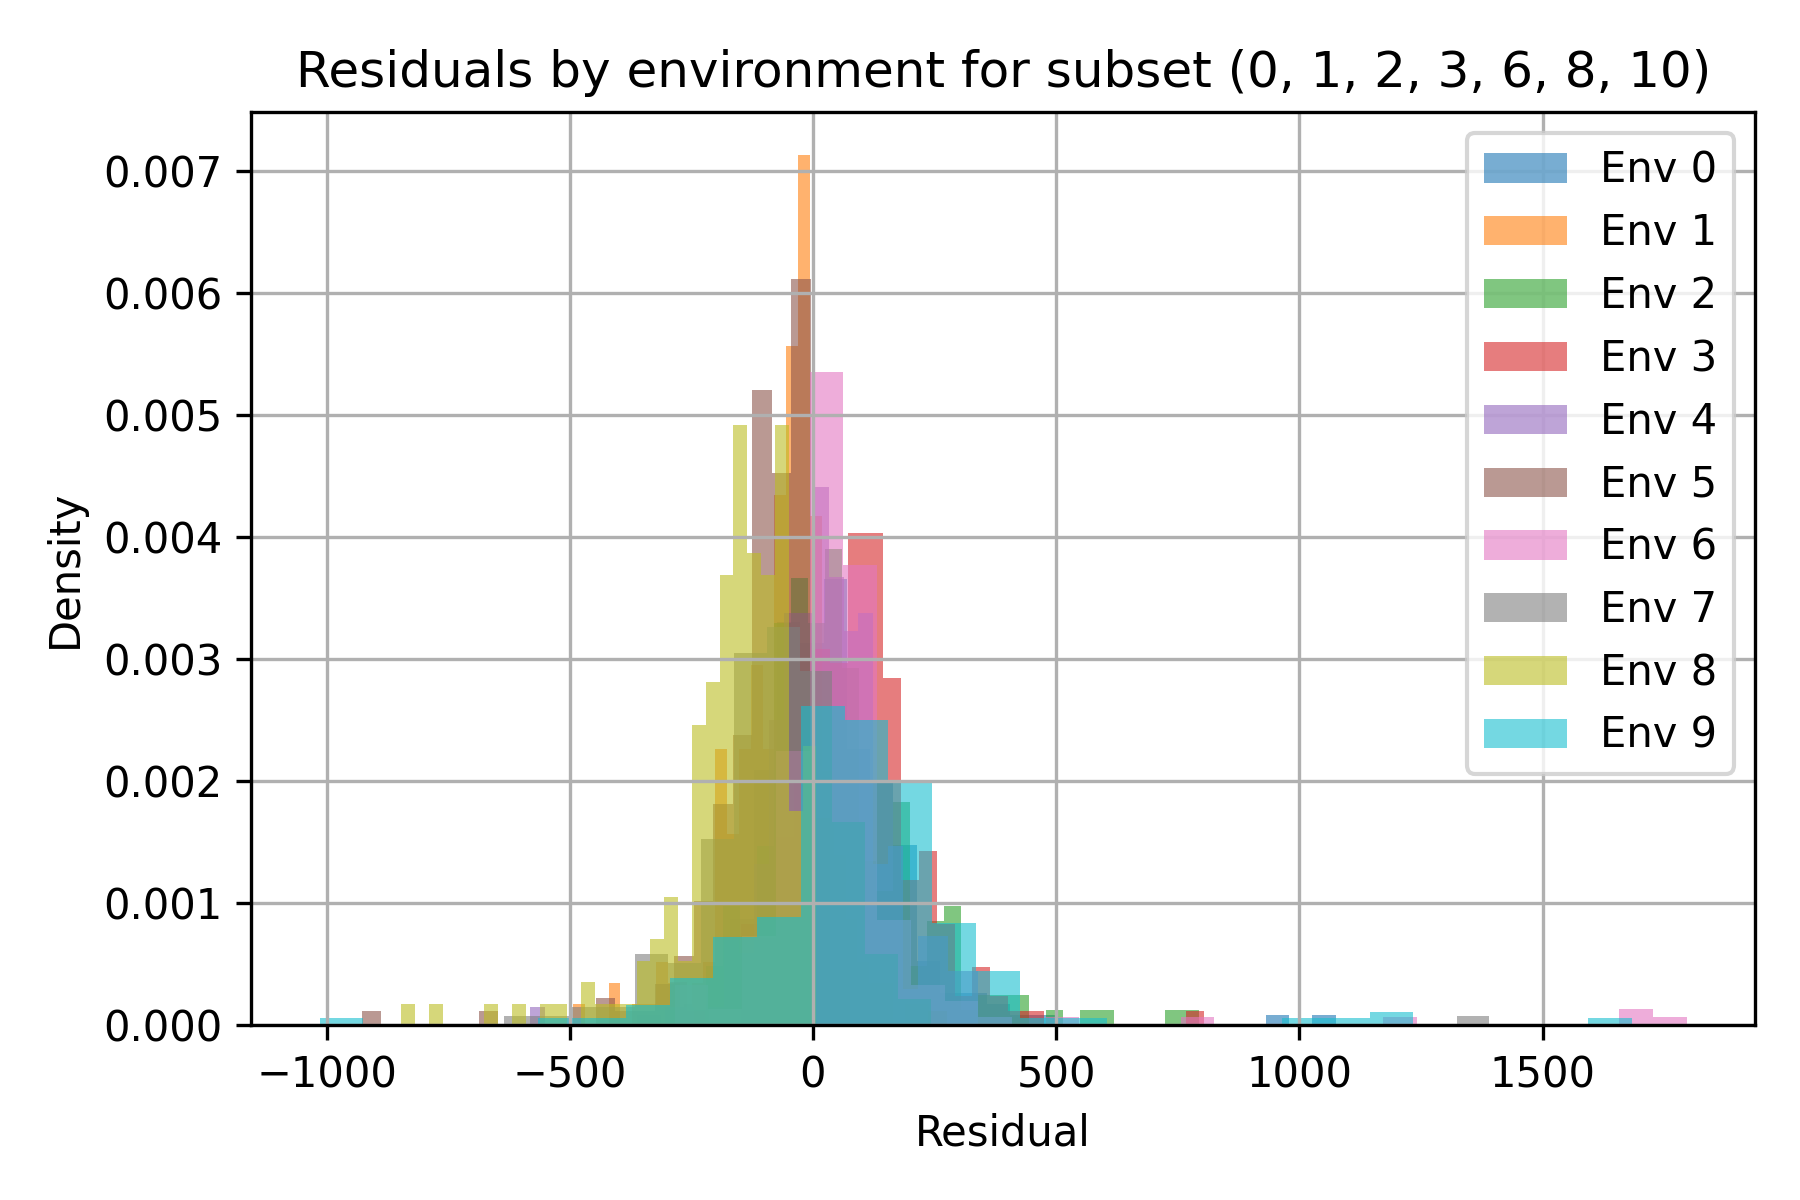 Residuals by environment for subset (0, 1, 2, 3, 6, 8, 10)
0.007
0.006
0.005
0.004
0.003
0.002
0.001
0.000
Density
−1000
−500
0
500
1000
1500
Residual
Env 0
Env 1
Env 2
Env 3
Env 4
Env 5
Env 6
Env 7
Env 8
Env 9